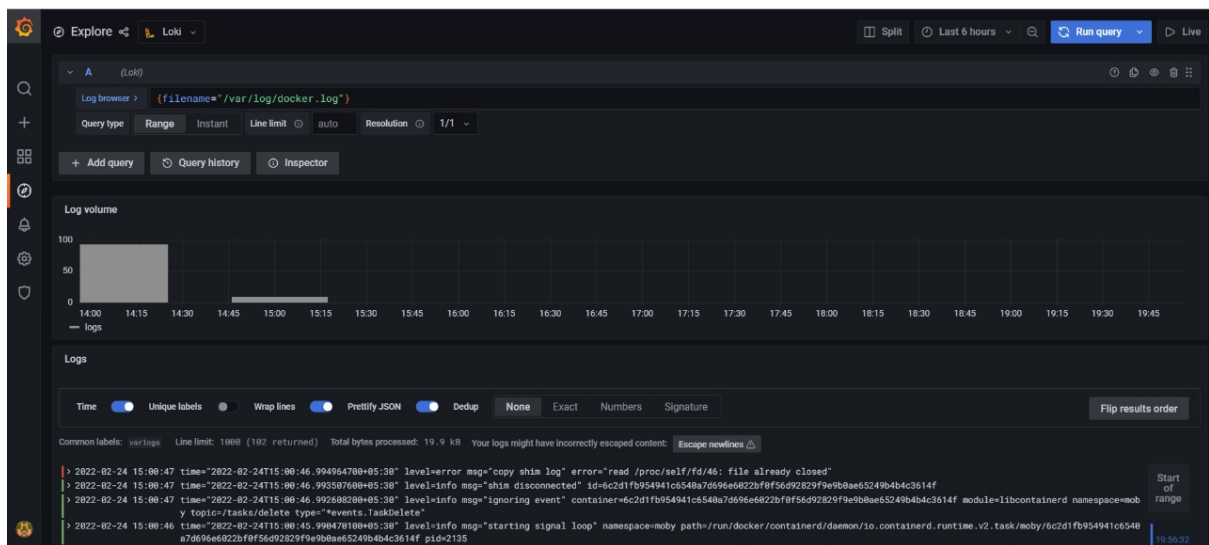 Explore Loki Split Last 6 hours Run query Live
A (Loki)
Log browser > {filename="/var/log/docker.log"}
Query type Range Instant Line limit auto Resolution 1/1
+ Add query Query history Inspector
Log volume
100
50
0
14:00 14:15 14:30 14:45 15:00 15:15 15:30 15:45 16:00 16:15 16:30 16:45 17:00 17:15 17:30 17:45 18:00 18:15 18:30 18:45 19:00 19:15 19:30 19:45
logs
Logs
Time Unique labels Wrap lines Prettify JSON Dedup None Exact Numbers Signature Flip results order
Common labels: varlogs Line limit: 1000 (102 returned) Total bytes processed: 19.9 kB Your logs might have incorrectly escaped content: Escape newlines
> 2022-02-24 15:00:47 time="2022-02-24T15:00:46.994964700+05:30" level=error msg="copy shim log" error="read /proc/self/fd/46: file already closed"
> 2022-02-24 15:00:47 time="2022-02-24T15:00:46.993507600+05:30" level=info msg="shim disconnected" id=6c2d1fb954941c6540a7d696e6022bf0f56d92829f9e9b0ae65249b4b4c3614f
> 2022-02-24 15:00:47 time="2022-02-24T15:00:46.992608200+05:30" level=info msg="ignoring event" container=6c2d1fb954941c6540a7d696e6022bf0f56d92829f9e9b0ae65249b4b4c3614f module=libcontainerd namespace=mob
y topic=/tasks/delete type="*events.TaskDelete"
> 2022-02-24 15:00:46 time="2022-02-24T15:00:45.990470100+05:30" level=info msg="starting signal loop" namespace=moby path=/run/docker/containerd/daemon/io.containerd.runtime.v2.task/moby/6c2d1fb954941c6540
a7d696e6022bf0f56d92829f9e9b0ae65249b4b4c3614f pid=2135
Start
of
range
19:56:32